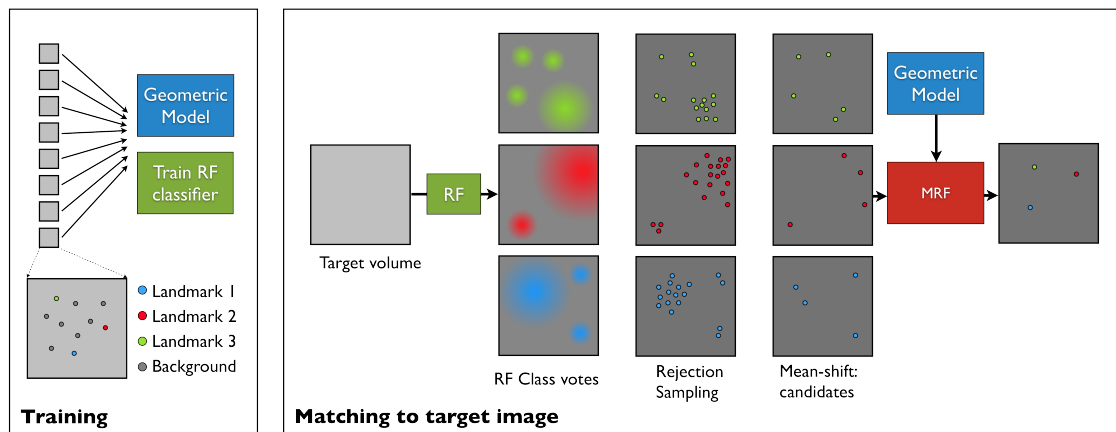 Geometric
Model
Train RF
classifier
Landmark 1
Landmark 2
Landmark 3
Background
Training
Target volume
RF
RF Class votes
Rejection
Sampling
Mean-shift:
candidates
Geometric
Model
MRF
Matching to target image